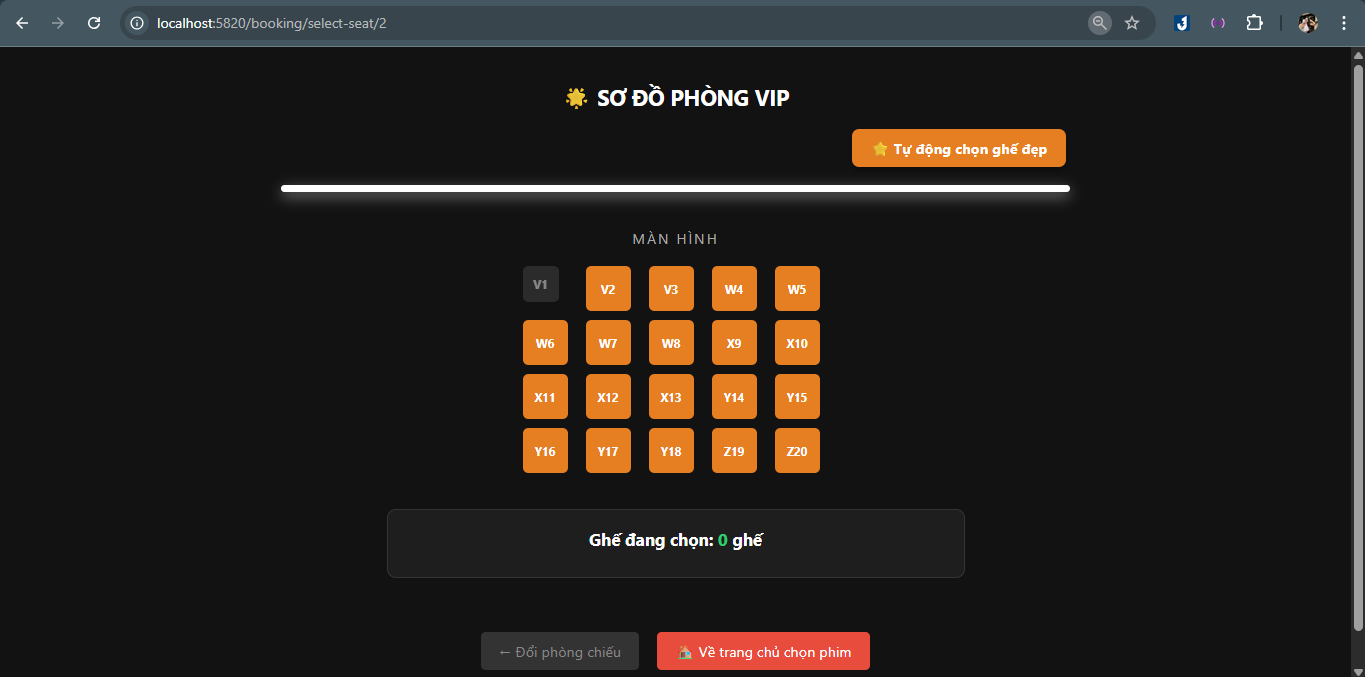 localhost:5820/booking/select-seat/2
🌟 SƠ ĐỒ PHÒNG VIP
⭐ Tự động chọn ghế đẹp
MÀN HÌNH
V1 V2 V3 W4 W5
W6 W7 W8 X9 X10
X11 X12 X13 Y14 Y15
Y16 Y17 Y18 Z19 Z20
Ghế đang chọn: 0 ghế
← Đổi phòng chiếu 🏠 Về trang chủ chọn phim